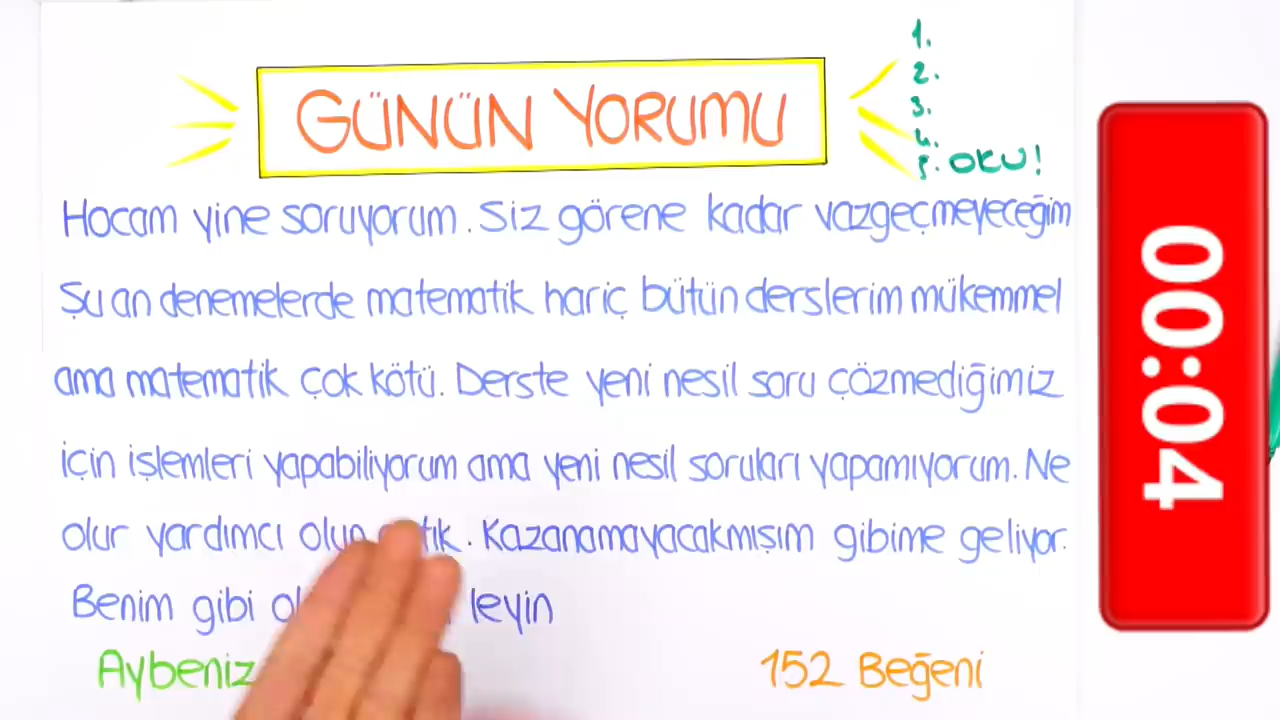 GÜNÜN YORUMU
1.
2.
3.
4.
5. OKU!
Hocam yine soruyorum. Siz görene kadar vazgeçmeyeceğim
Şu an denemelerde matematik hariç bütün derslerim mükemmel
ama matematik çok kötü. Derste yeni nesil soru çözmediğimiz
için işlemleri yapabiliyorum ama yeni nesil soruları yapamıyorum. Ne
olur yardımcı olun. Kazanamayacakmışım gibime geliyor.
Benim gibi leyin
Aybeniz
152 Beğeni
00:04